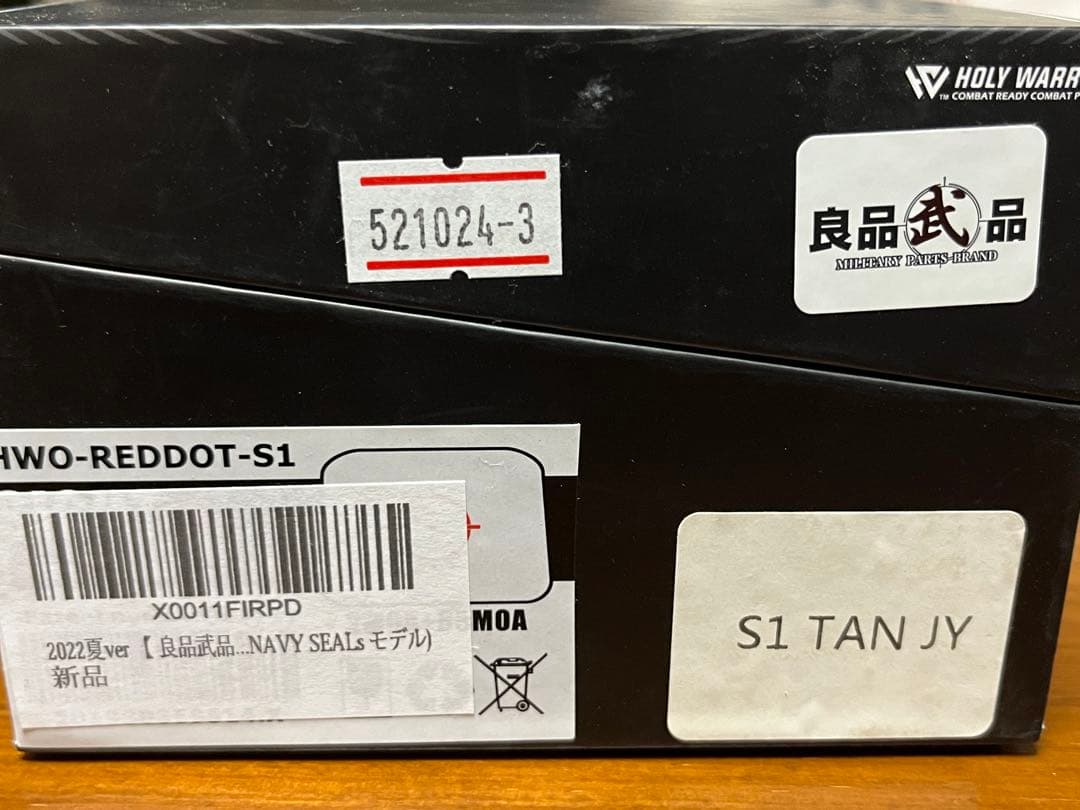 HOLY WARR
TM COMBAT READY COMBAT P
521024-3
良品武品
MILITARY PARTS BRAND
HWO-REDDOT-S1
X0011FIRPD
2022夏ver 【 良品武品...NAVY SEALs モデル)
新品
MOA
S1 TAN JY